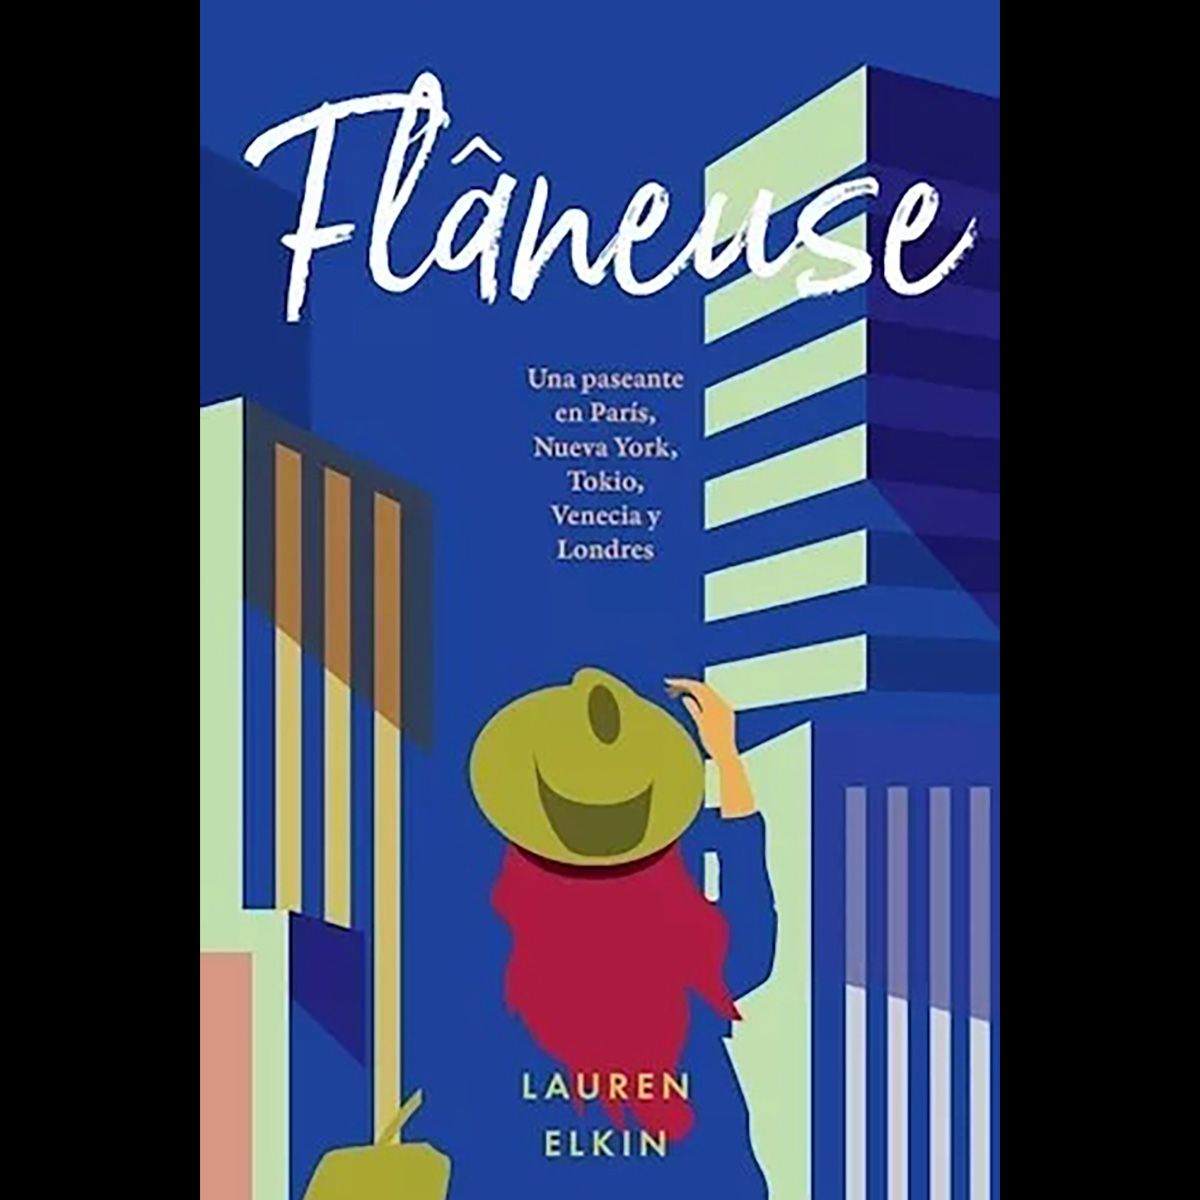 Flâneuse
Una paseante
en París,
Nueva York,
Tokio,
Venecia y
Londres
LAUREN
ELKIN